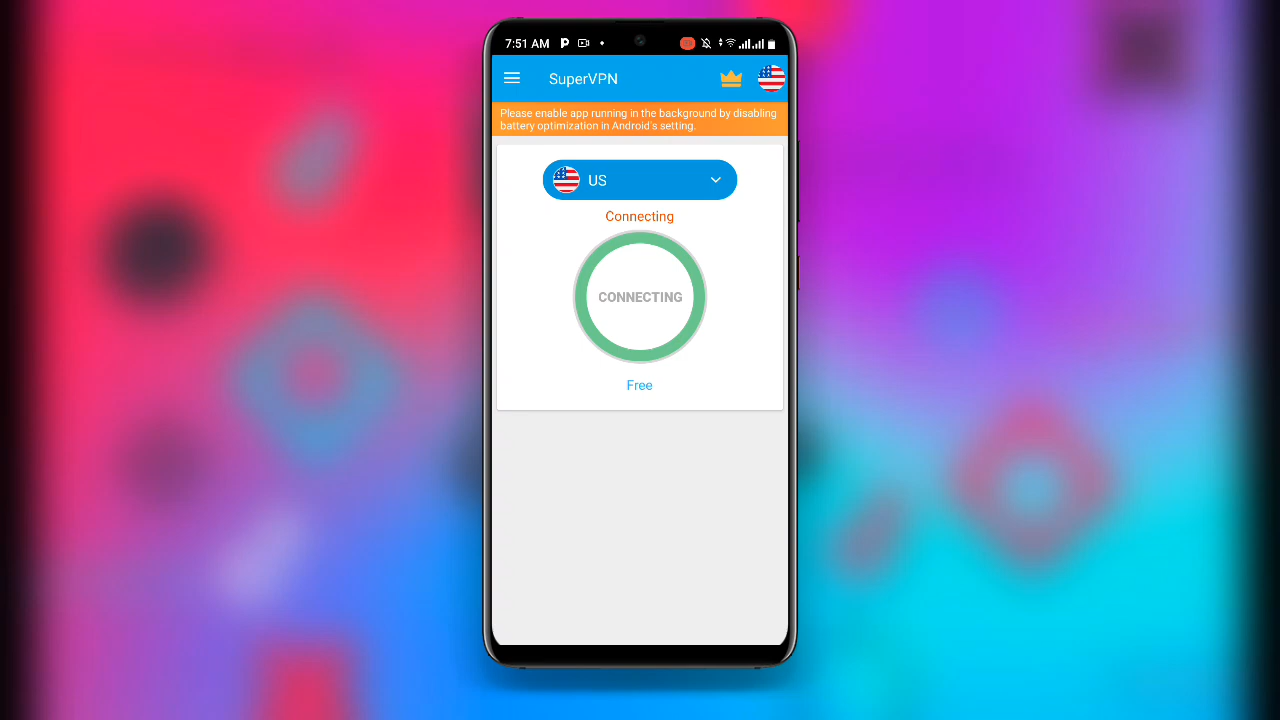 7:51 AM
SuperVPN
Please enable app running in the background by disabling
battery optimization in Android's setting.
US
Connecting
CONNECTING
Free